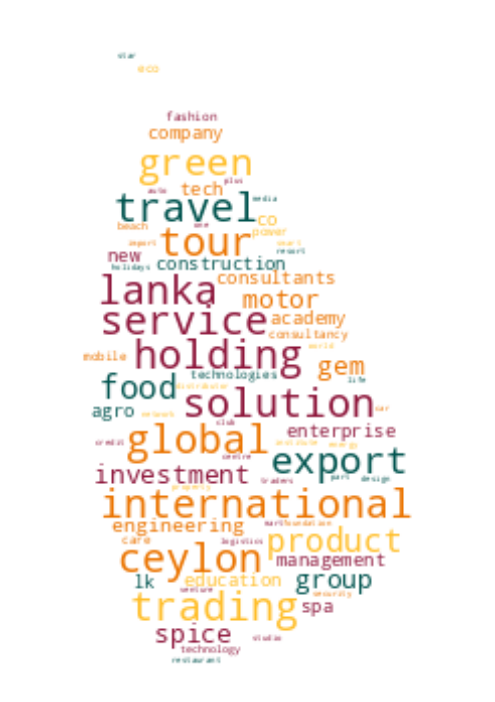 star
eco
fashion
company
green
plus
auto tech
travel media
beach co
one power
tour
import smart
new resort
holidays construction
lanka consultants
motor
service academy
consultancy
holding world
mobile gem
technologies life
food distributor
solution car
agro network
club enterprise
global
credit institute energy
centre export
investment part design
traders
property
international
engineering mart foundation
care logistics product
ceylon management
lk education group
venture security
trading spa
spice studio
technology
restaurant